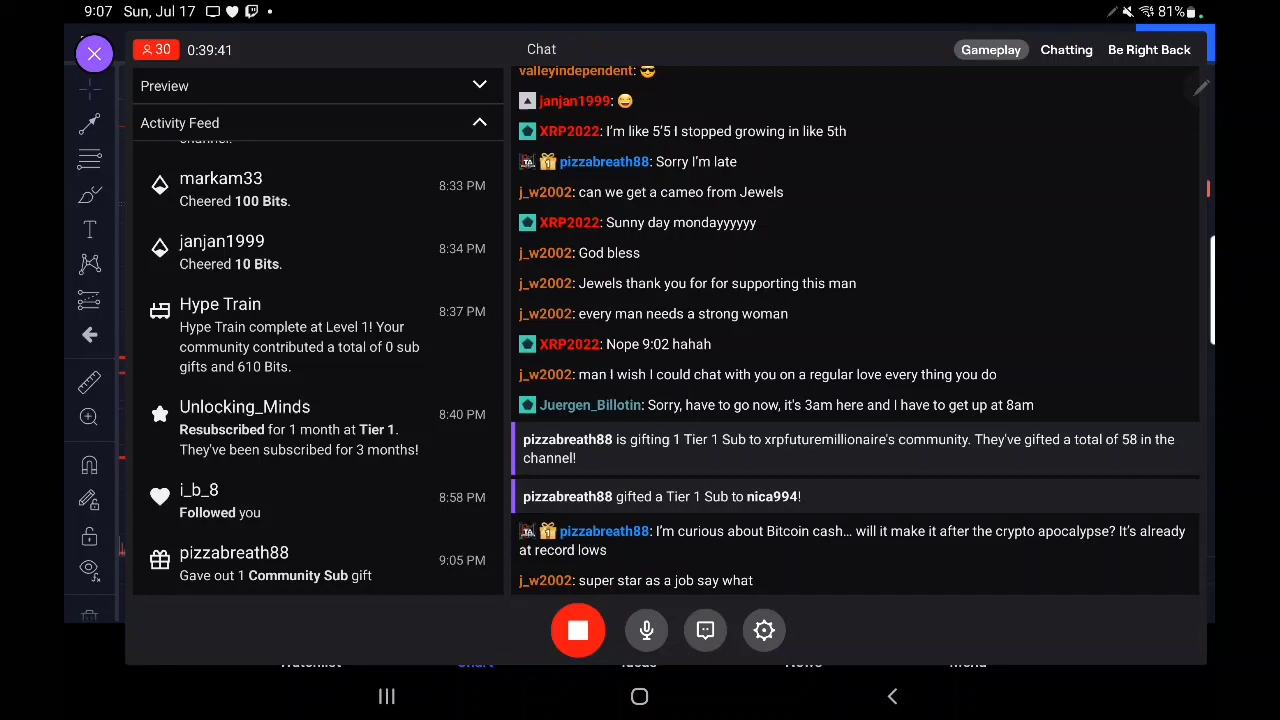 9:07 Sun, Jul 17
81%
30 0:39:41
Chat
Gameplay Chatting Be Right Back
Preview
Activity Feed
channel.
markam33
8:33 PM
Cheered 100 Bits.
janjan1999
8:34 PM
Cheered 10 Bits.
Hype Train
8:37 PM
Hype Train complete at Level 1! Your
community contributed a total of 0 sub
gifts and 610 Bits.
Unlocking_Minds
8:40 PM
Resubscribed for 1 month at Tier 1.
They've been subscribed for 3 months!
i_b_8
8:58 PM
Followed you
pizzabreath88
9:05 PM
Gave out 1 Community Sub gift
valleyindependent: 😎
janjan1999: 😅
XRP2022: I'm like 5'5 I stopped growing in like 5th
pizzabreath88: Sorry I'm late
j_w2002: can we get a cameo from Jewels
XRP2022: Sunny day mondayyyyyy
j_w2002: God bless
j_w2002: Jewels thank you for for supporting this man
j_w2002: every man needs a strong woman
XRP2022: Nope 9:02 hahah
j_w2002: man I wish I could chat with you on a regular love every thing you do
Juergen_Billotin: Sorry, have to go now, it's 3am here and I have to get up at 8am
pizzabreath88 is gifting 1 Tier 1 Sub to xrpfuturemillionaire's community. They've gifted a total of 58 in the
channel!
pizzabreath88 gifted a Tier 1 Sub to nica994!
pizzabreath88: I'm curious about Bitcoin cash… will it make it after the crypto apocalypse? It's already
at record lows
j_w2002: super star as a job say what
Watchlist Chart Ideas News Menu